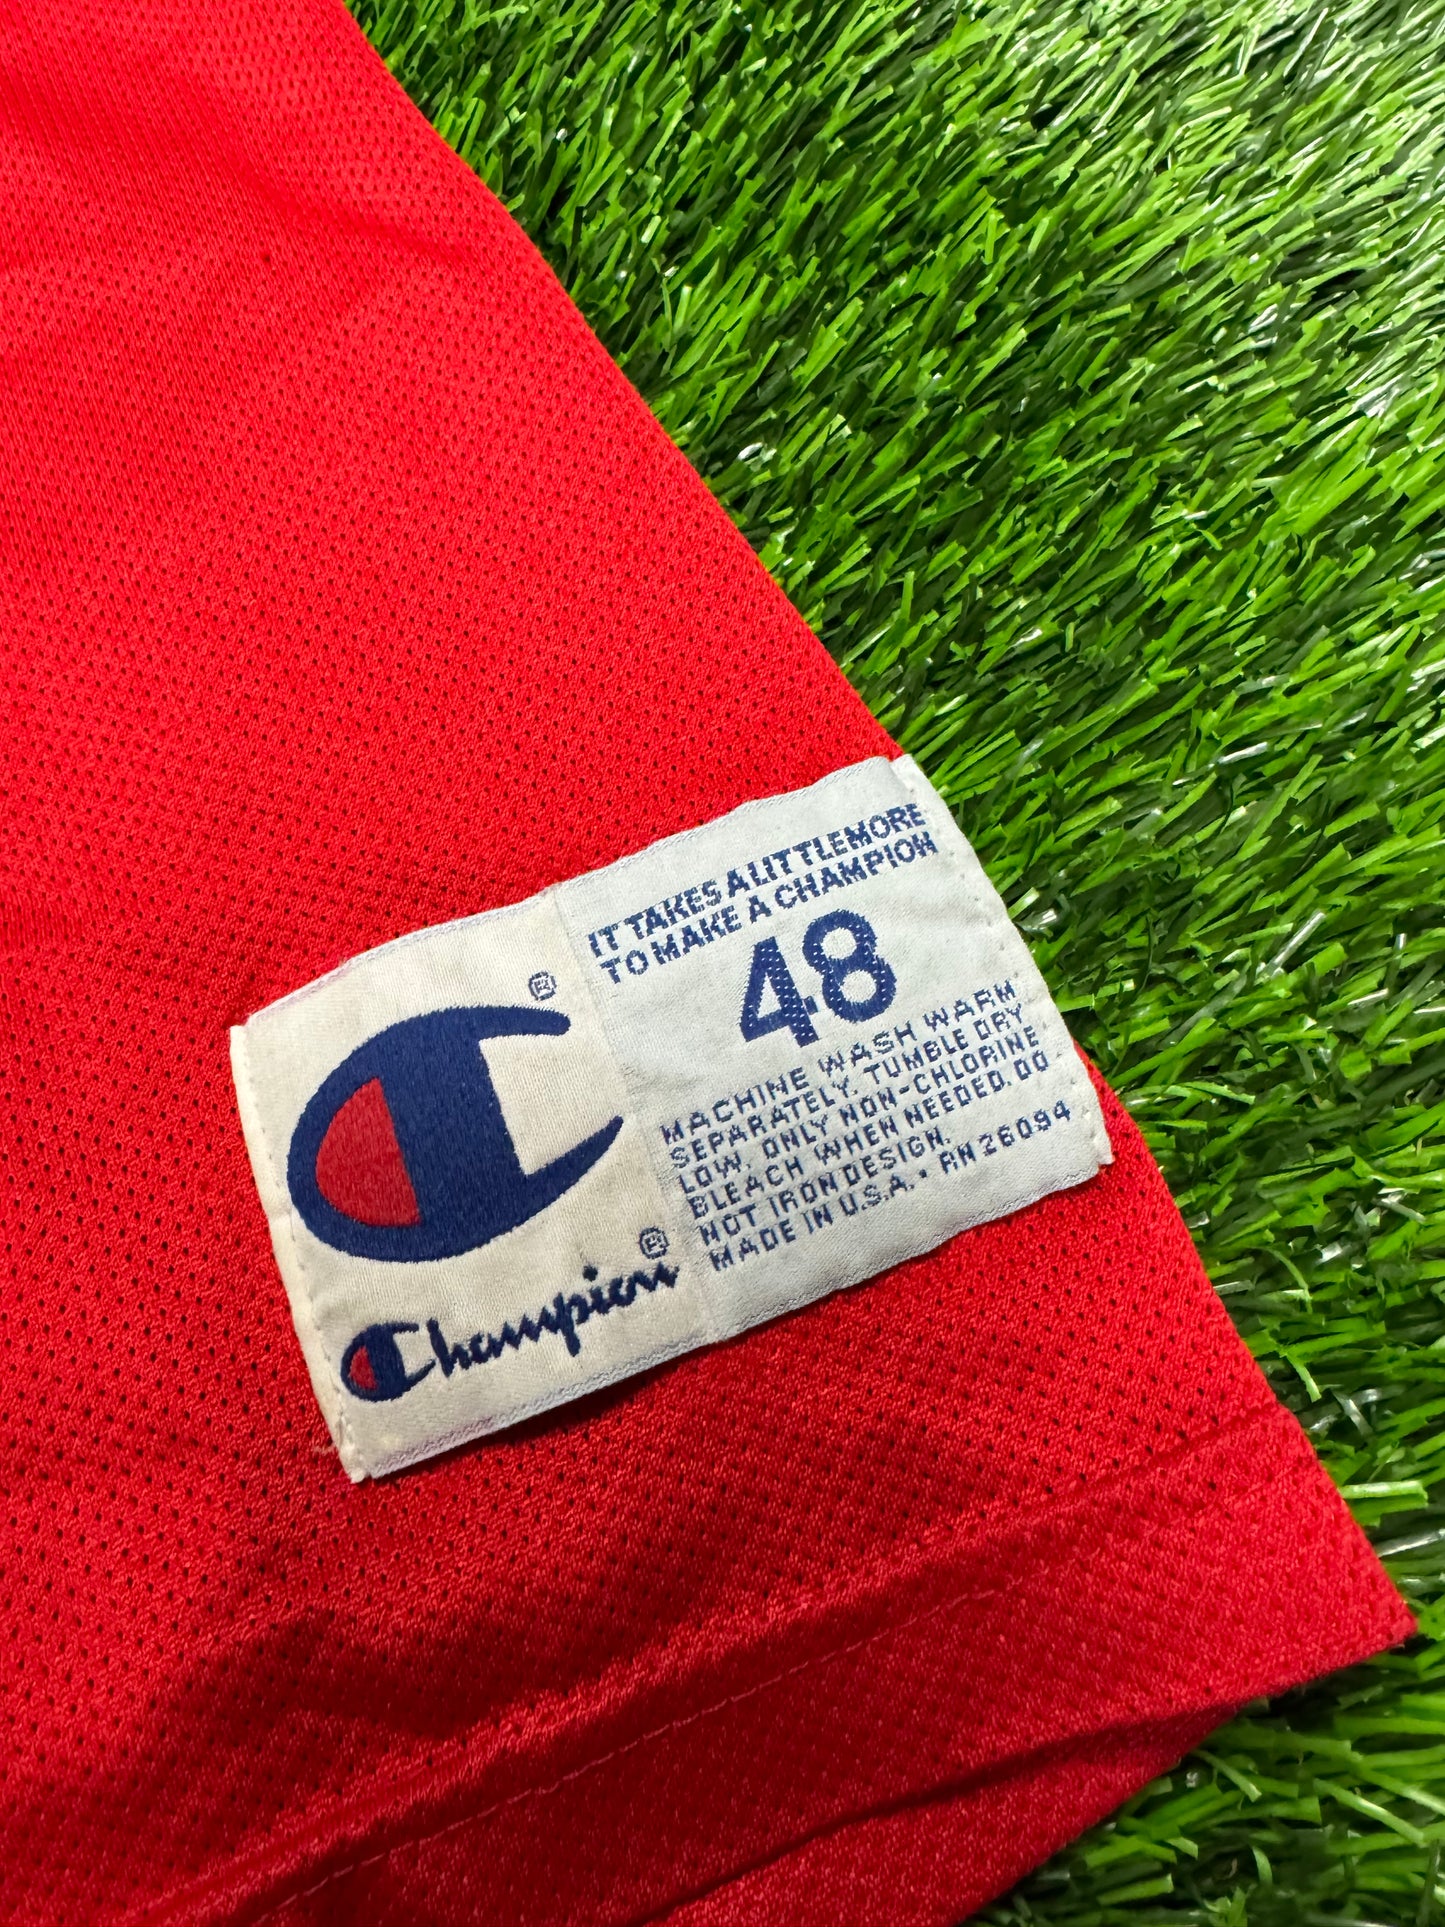 IT TAKES A LITTLE MORE
TO MAKE A CHAMPION
48
MACHINE WASH WARM
SEPARATELY. TUMBLE DRY
LOW. ONLY NON-CHLORINE
BLEACH WHEN NEEDED. DO
NOT IRON DESIGN.
MADE IN U.S.A. • RN 26094
®
Champion®